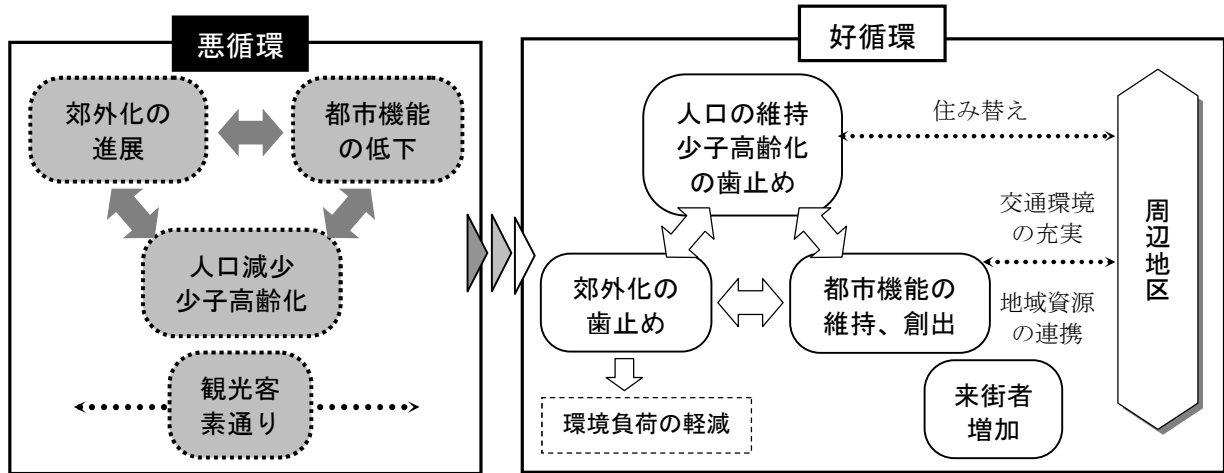 悪循環
郊外化の
進展
都市機能
の低下
人口減少
少子高齢化
観光客
素通り
好循環
人口の維持
少子高齢化
の歯止め
住み替え
郊外化の
歯止め
都市機能の
維持、創出
交通環境
の充実
地域資源
の連携
周辺地区
環境負荷の軽減
来街者
増加